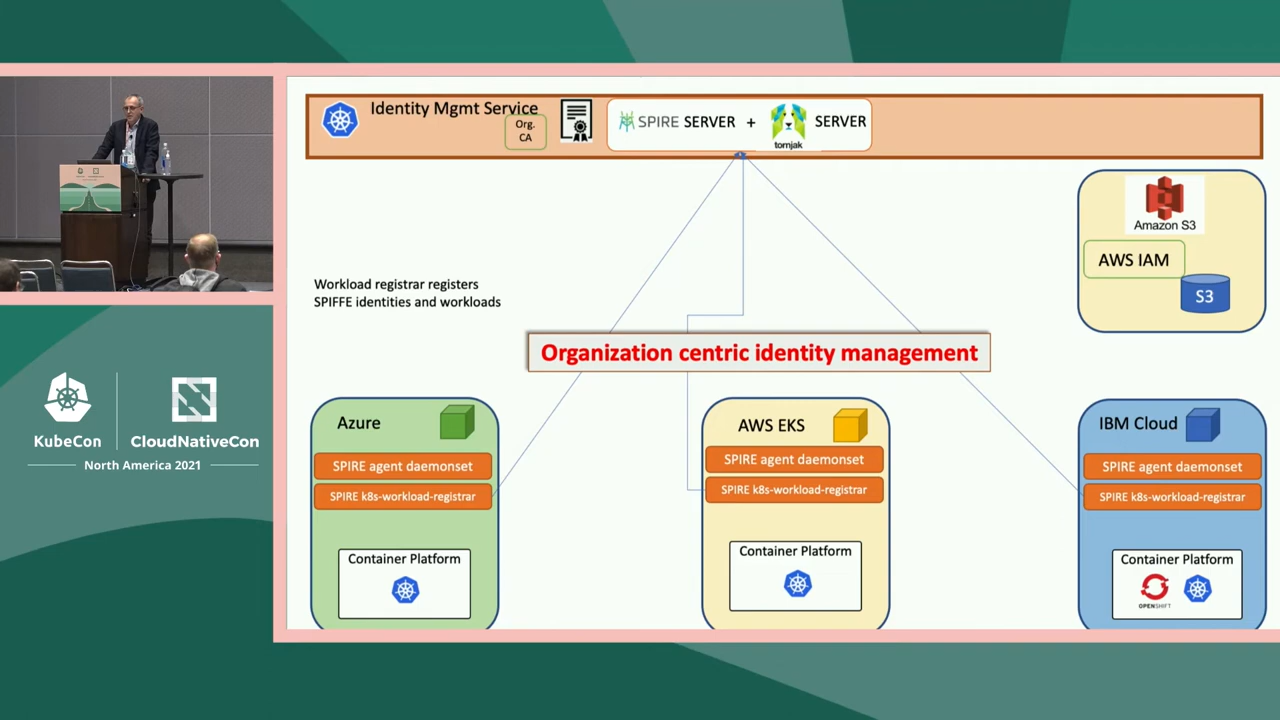 Identity Mgmt Service
Org.
CA
SPIRE SERVER + SERVER
tornjak
Amazon S3
AWS IAM
S3
Workload registrar registers
SPIFFE identities and workloads
Organization centric identity management
Azure
SPIRE agent daemonset
SPIRE k8s-workload-registrar
Container Platform
AWS EKS
SPIRE agent daemonset
SPIRE k8s-workload-registrar
Container Platform
IBM Cloud
SPIRE agent daemonset
SPIRE k8s-workload-registrar
Container Platform
OPENSHIFT
KubeCon
CloudNativeCon
North America 2021